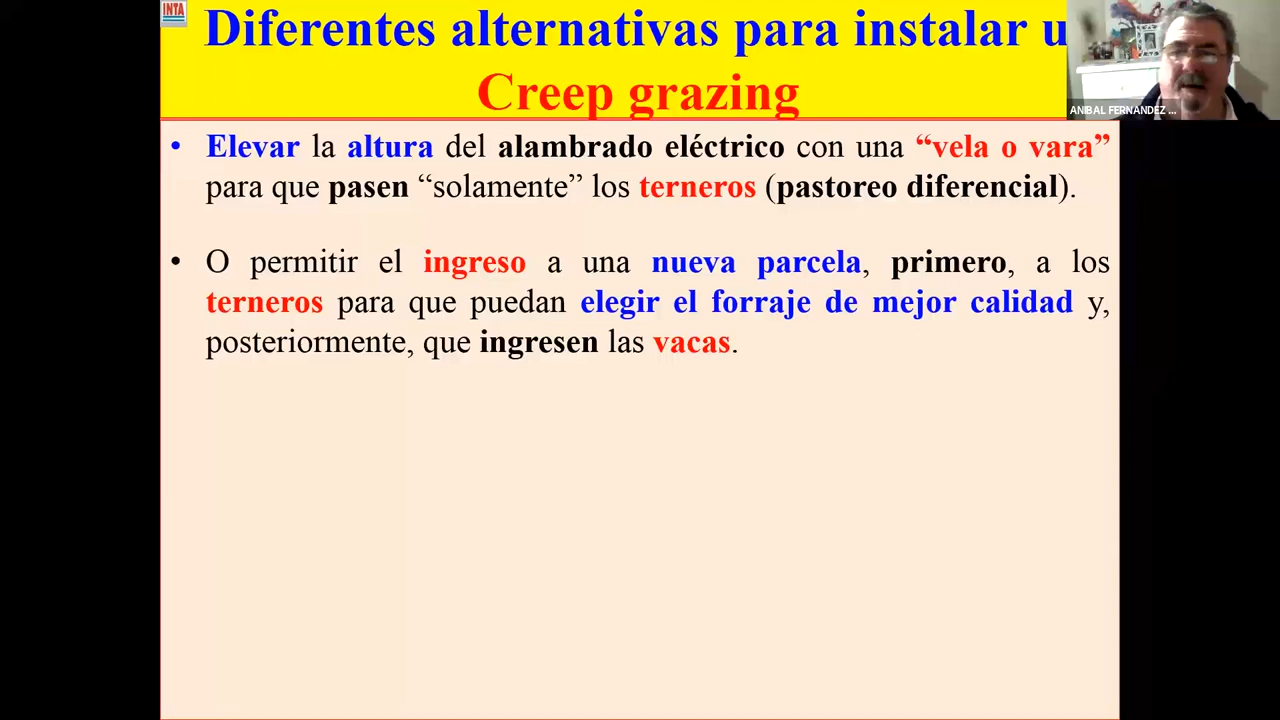 INTA
Diferentes alternativas para instalar u
Creep grazing
ANIBAL FERNANDEZ ...
• Elevar la altura del alambrado eléctrico con una “vela o vara”
para que pasen “solamente” los terneros (pastoreo diferencial).
• O permitir el ingreso a una nueva parcela, primero, a los
terneros para que puedan elegir el forraje de mejor calidad y,
posteriormente, que ingresen las vacas.